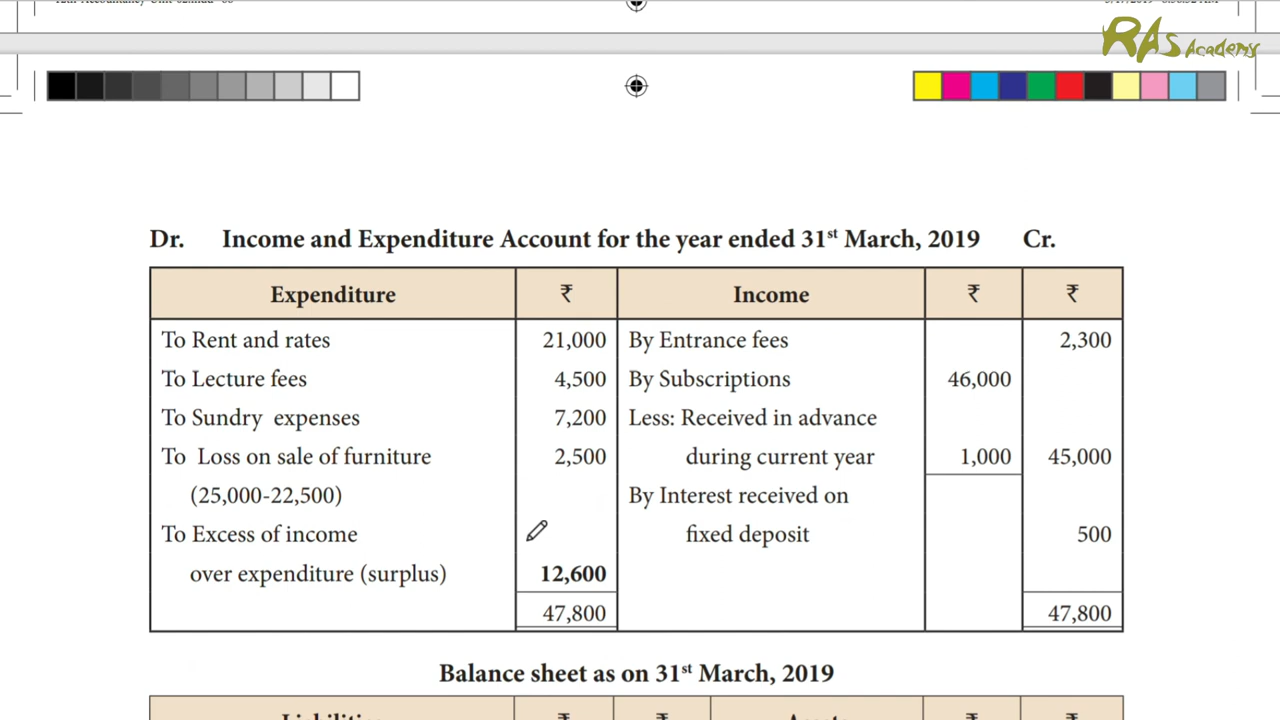 RAS Academy
Dr. Income and Expenditure Account for the year ended 31st March, 2019 Cr.
Expenditure ₹ Income ₹ ₹
To Rent and rates 21,000 By Entrance fees 2,300
To Lecture fees 4,500 By Subscriptions 46,000
To Sundry expenses 7,200 Less: Received in advance
To Loss on sale of furniture 2,500 during current year 1,000 45,000
(25,000-22,500) By Interest received on
To Excess of income fixed deposit 500
over expenditure (surplus) 12,600
47,800 47,800
Balance sheet as on 31st March, 2019
Liabilities ₹ ₹ Assets ₹ ₹